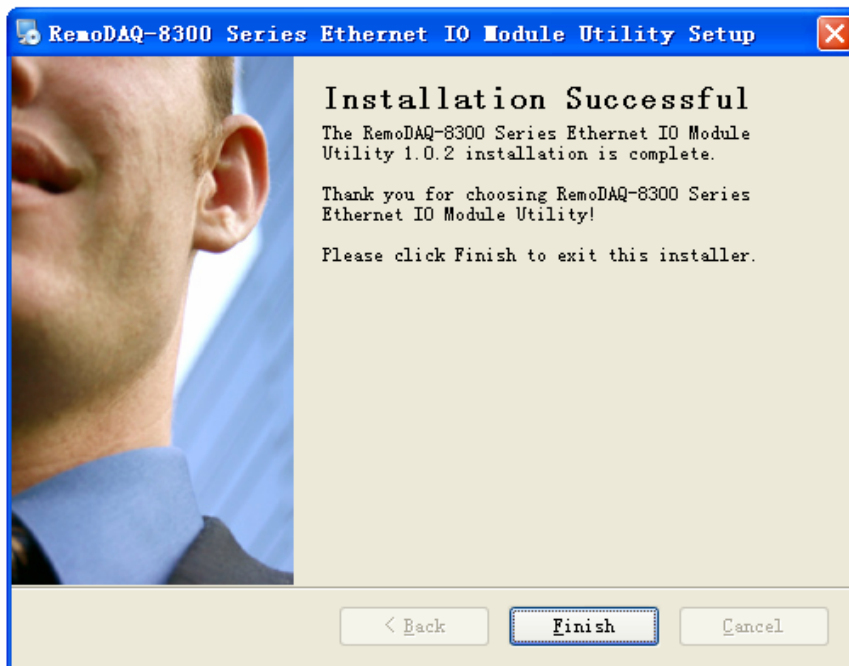 RemoDAQ-8300 Series Ethernet IO Module Utility Setup
Installation Successful
The RemoDAQ-8300 Series Ethernet IO Module
Utility 1.0.2 installation is complete.
Thank you for choosing RemoDAQ-8300 Series
Ethernet IO Module Utility!
Please click Finish to exit this installer.
< Back
Finish
Cancel